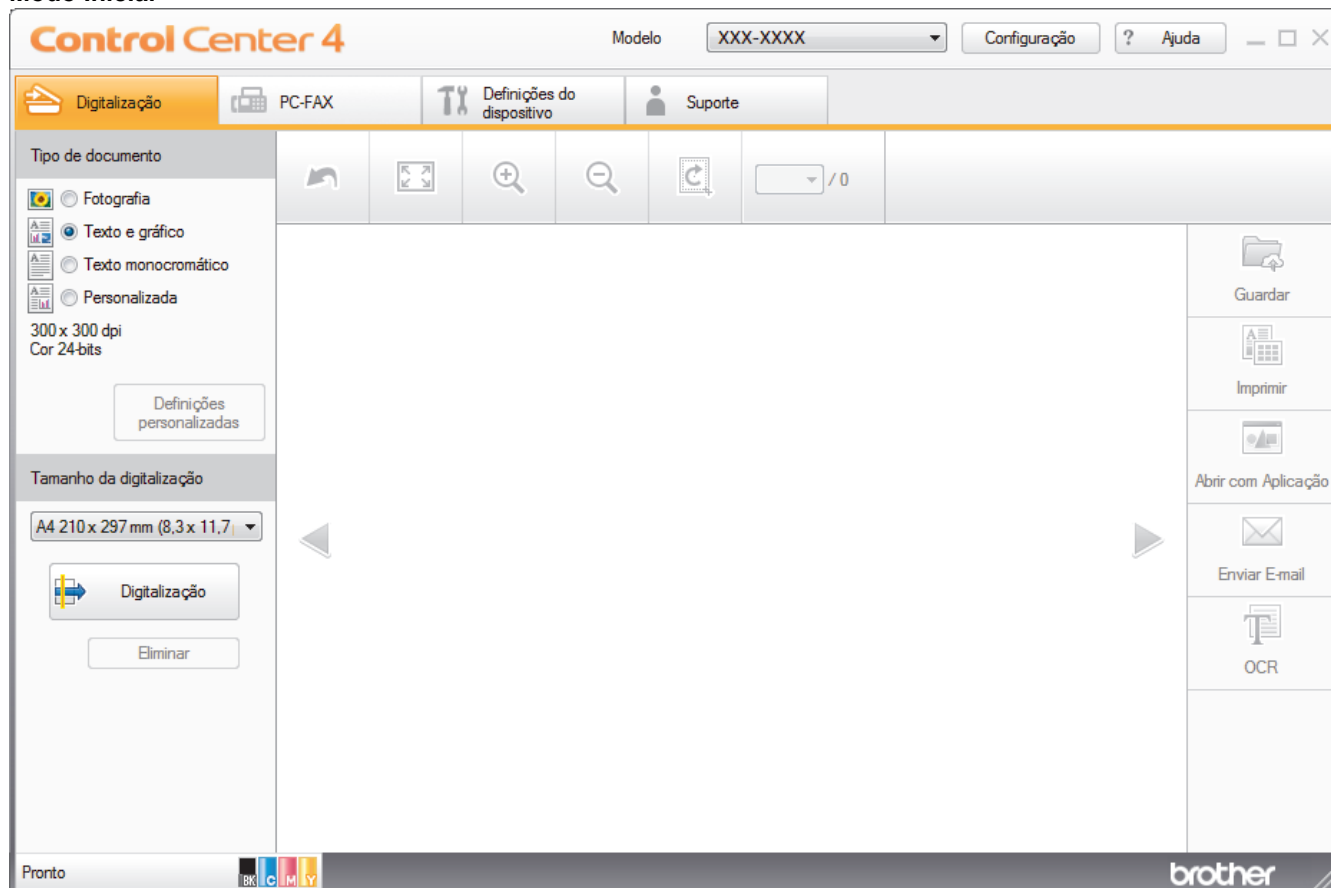 Modo Inicial
Control Center 4
Modelo
XXX-XXXX
Configuração
? Ajuda
Digitalização
PC-FAX
Definições do
dispositivo
Suporte
Tipo de documento
Fotografia
Texto e gráfico
Texto monocromático
Personalizada
300 x 300 dpi
Cor 24-bits
Definições
personalizadas
Tamanho da digitalização
A4 210 x 297 mm (8,3 x 11,7
Digitalização
Eliminar
/ 0
Guardar
Imprimir
Abrir com Aplicação
Enviar E-mail
OCR
Pronto
BK C M Y
brother